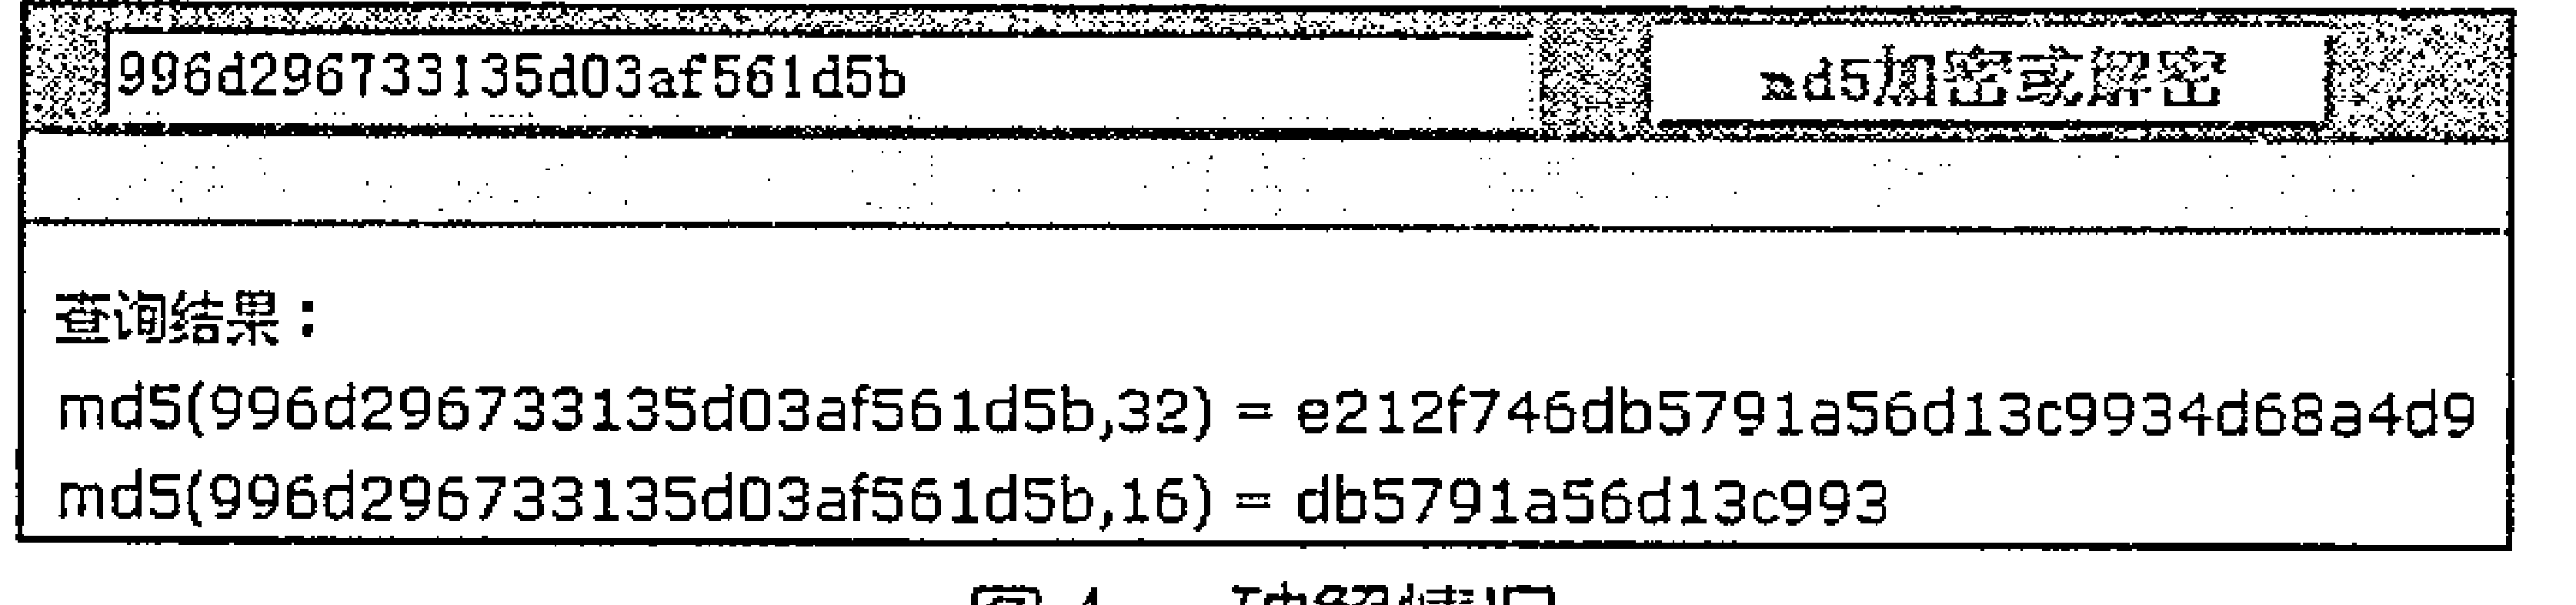 996d296733135d03af561d5b
md5加密或解密
查询结果：
md5(996d296733135d03af561d5b,32) = e212f746db5791a56d13c9934d68a4d9
md5(996d296733135d03af561d5b,16) = db5791a56d13c993